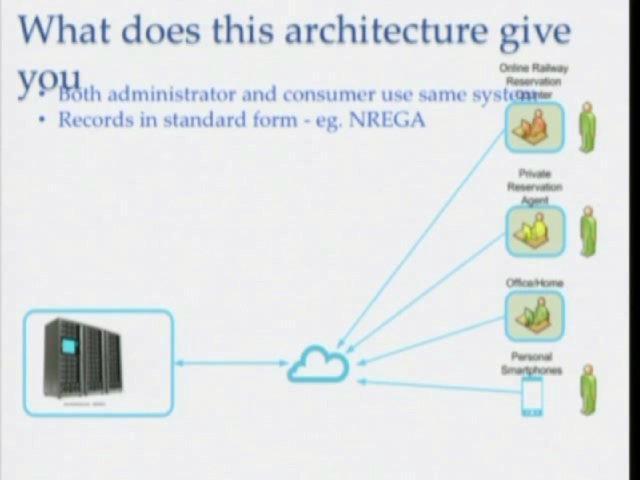 What does this architecture give
you
• Both administrator and consumer use same system
• Records in standard form - eg. NREGA
Online Railway
Reservation
Counter
Private
Reservation
Agent
Office/Home
Personal
Smartphones